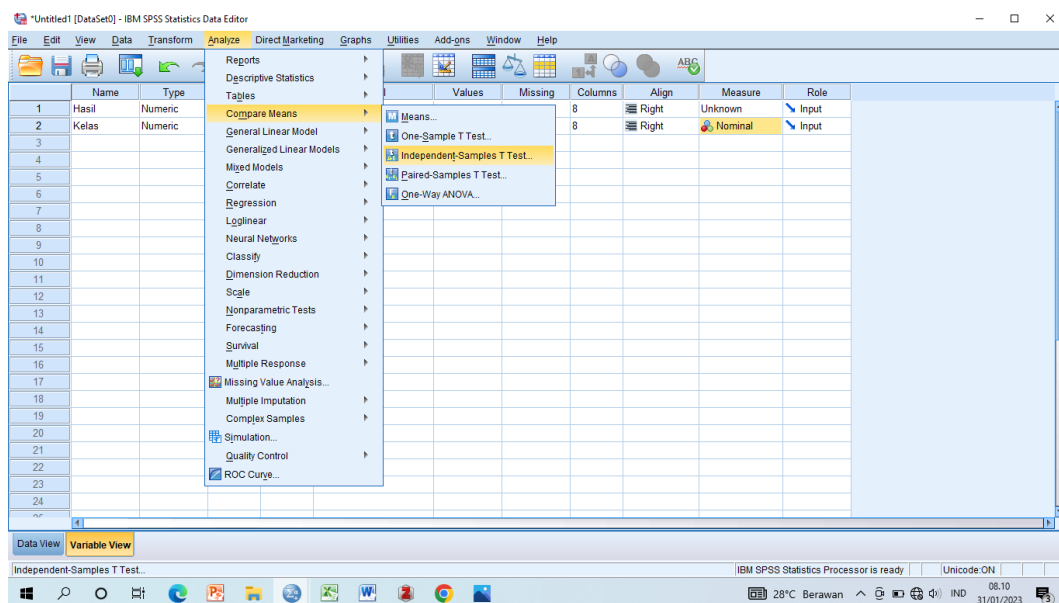 *Untitled1 [DataSet0] - IBM SPSS Statistics Data Editor
File Edit View Data Transform Analyze Direct Marketing Graphs Utilities Add-ons Window Help
Name Type Values Missing Columns Align Measure Role
1 Hasil Numeric 8 Right Unknown Input
2 Kelas Numeric 8 Right Nominal Input
3
4
5
6
7
8
9
10
11
12
13
14
15
16
17
18
19
20
21
22
23
24
Reports
Descriptive Statistics
Tables
Compare Means
General Linear Model
Generalized Linear Models
Mixed Models
Correlate
Regression
Loglinear
Neural Networks
Classify
Dimension Reduction
Scale
Nonparametric Tests
Forecasting
Survival
Multiple Response
Missing Value Analysis...
Multiple Imputation
Complex Samples
Simulation...
Quality Control
ROC Curve...
Means...
One-Sample T Test...
Independent-Samples T Test...
Paired-Samples T Test...
One-Way ANOVA...
Data View Variable View
Independent-Samples T Test... IBM SPSS Statistics Processor is ready Unicode:ON
28°C Berawan IND 08.10
31/01/2023